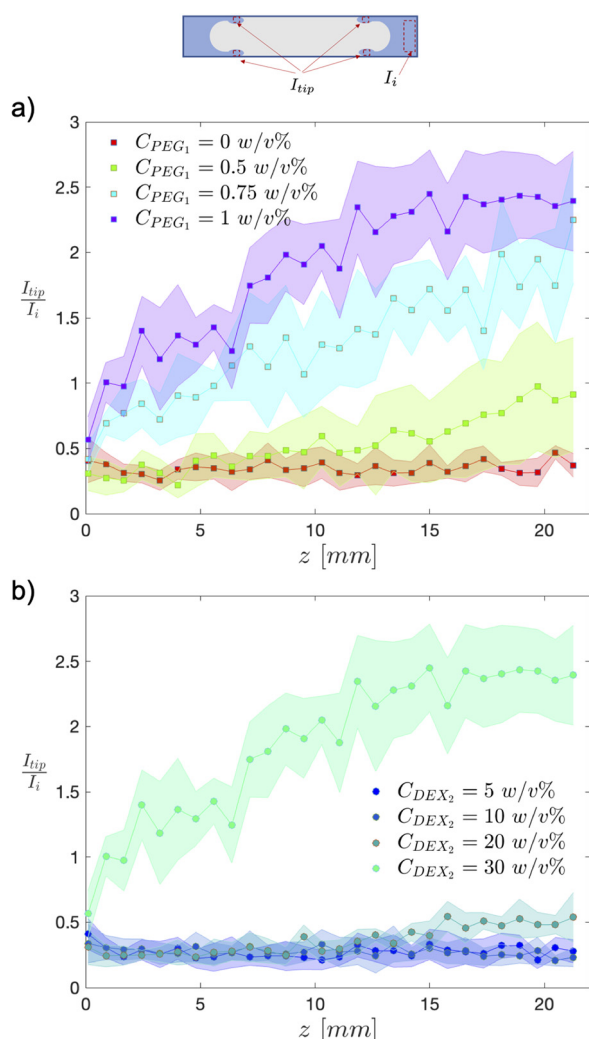 I_tip
I_i
a)
3
2.5
2
1.5
1
0.5
0
C_PEG₁ = 0 w/v%
C_PEG₁ = 0.5 w/v%
C_PEG₁ = 0.75 w/v%
C_PEG₁ = 1 w/v%
I_tip
I_i
0 5 10 15 20
z [mm]
b)
3
2.5
2
1.5
1
0.5
0
I_tip
I_i
C_DEX₂ = 5 w/v%
C_DEX₂ = 10 w/v%
C_DEX₂ = 20 w/v%
C_DEX₂ = 30 w/v%
0 5 10 15 20
z [mm]